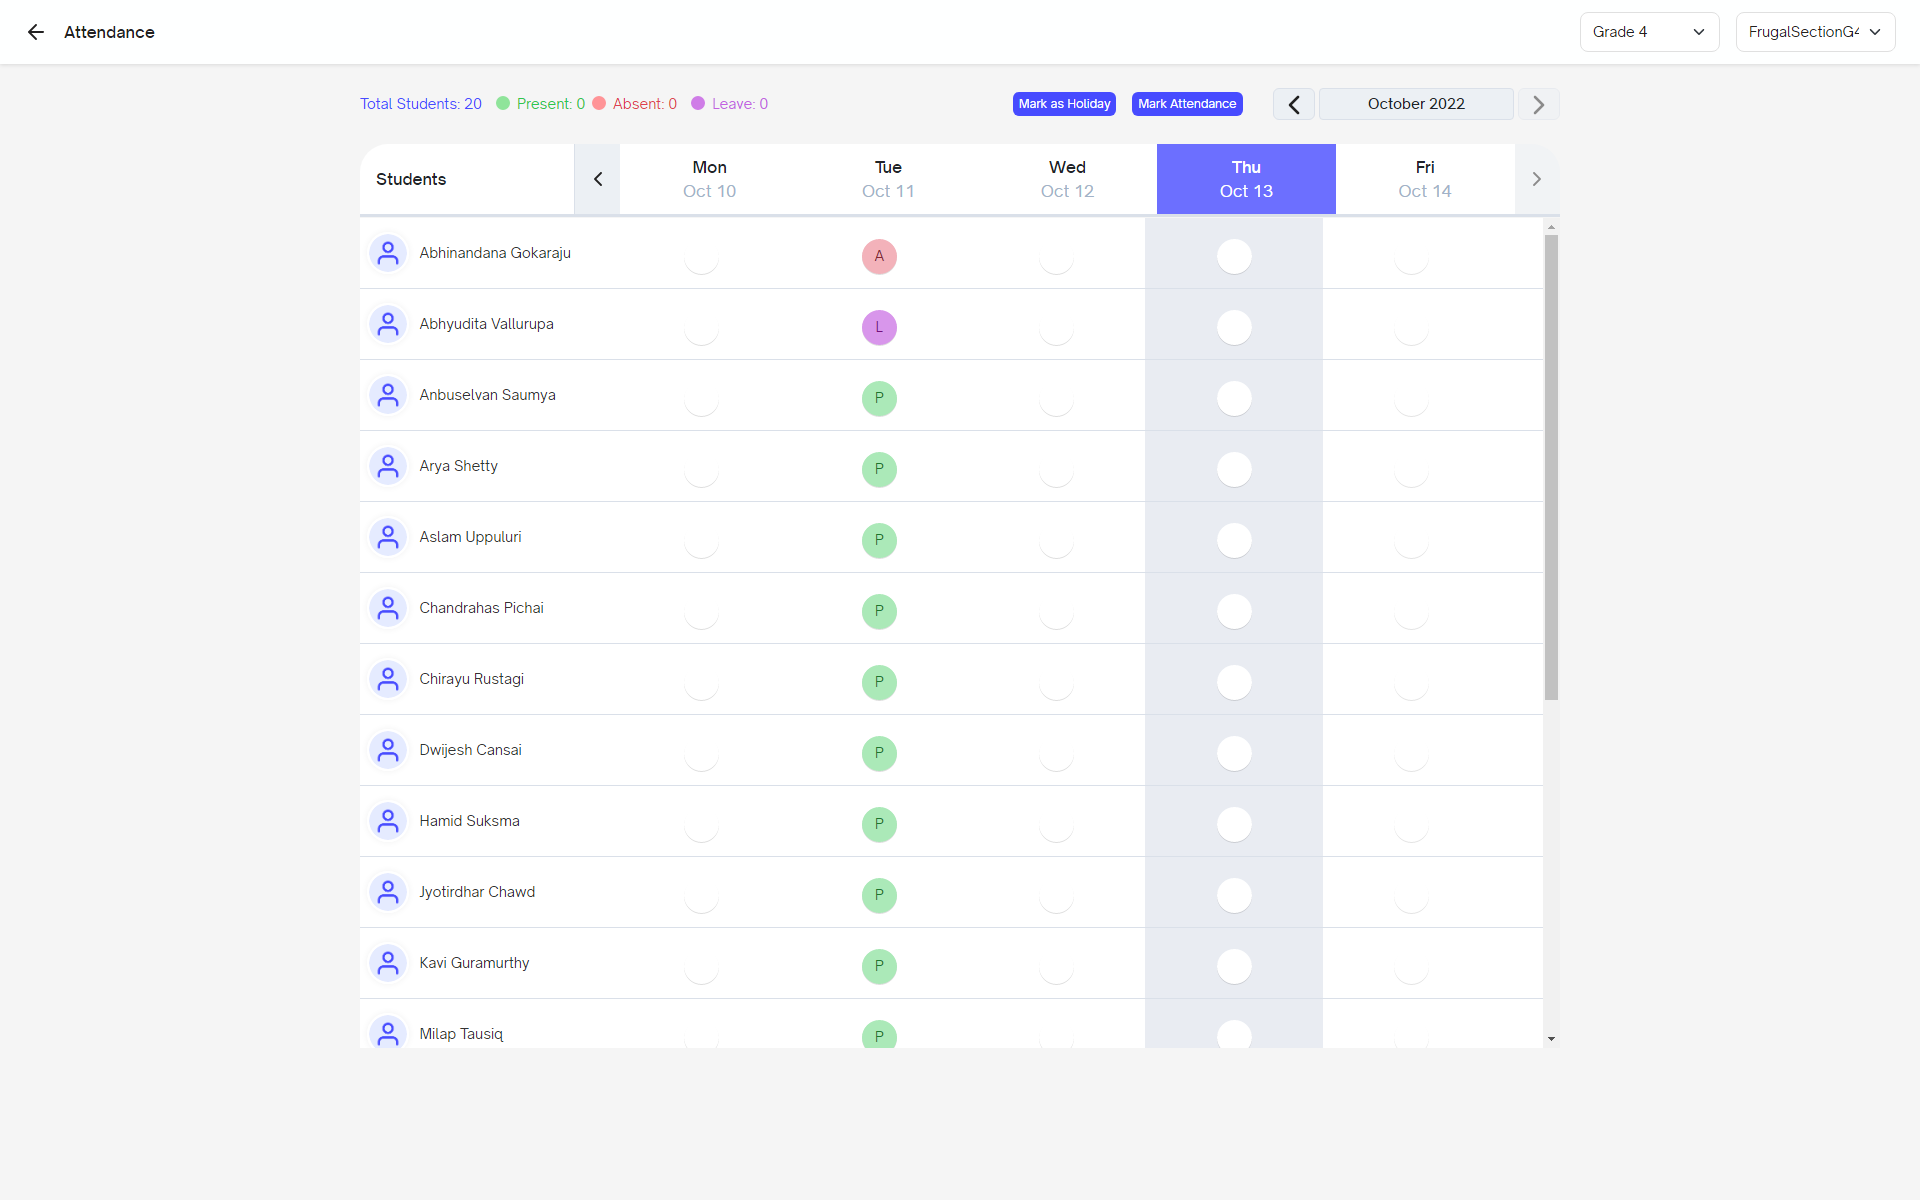 Attendance
Grade 4
FrugalSectionG4
Total Students: 20 Present: 0 Absent: 0 Leave: 0
Mark as Holiday
Mark Attendance
October 2022
Students
Mon
Oct 10
Tue
Oct 11
Wed
Oct 12
Thu
Oct 13
Fri
Oct 14
Abhinandana Gokaraju A
Abhyudita Vallurupa L
Anbuselvan Saumya P
Arya Shetty P
Aslam Uppuluri P
Chandrahas Pichai P
Chirayu Rustagi P
Dwijesh Cansai P
Hamid Suksma P
Jyotirdhar Chawd P
Kavi Guramurthy P
Milap Tausiq P